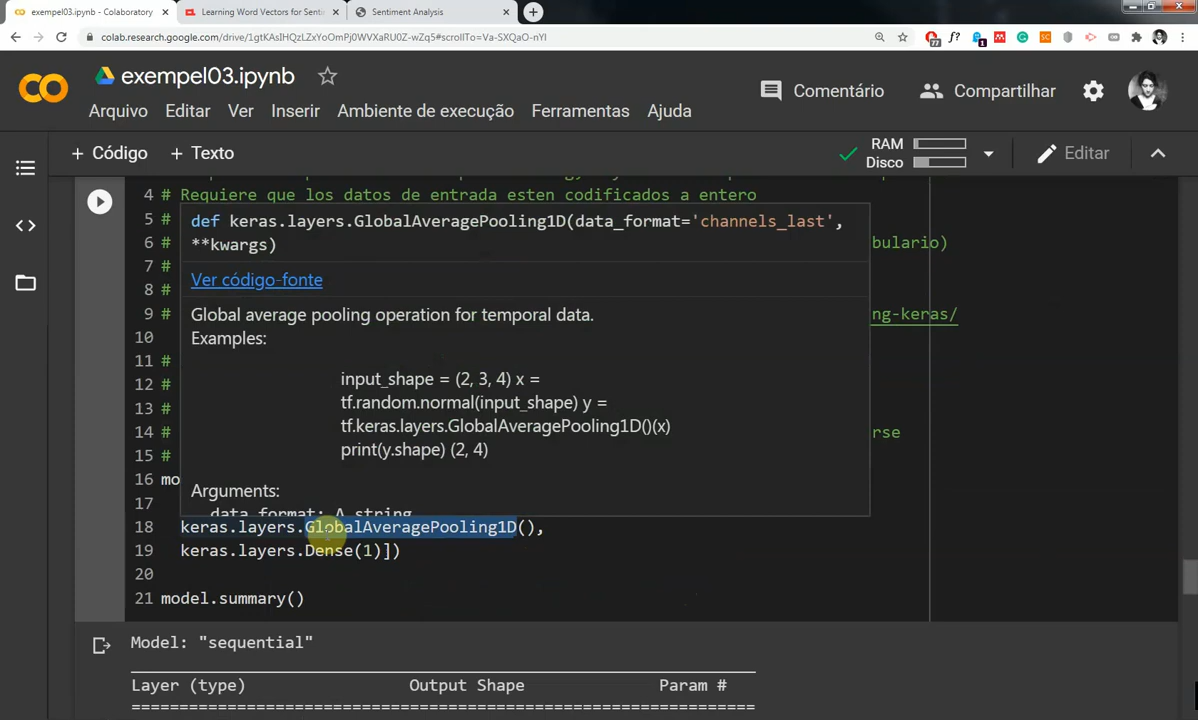 exempel03.ipynb - Colaboratory
Learning Word Vectors for Senti
Sentiment Analysis
colab.research.google.com/drive/1gtKAsIHQzLZxYoOmPj0WVXaRU0Z-wZq5#scrollTo=Va-SXQaO-nYI
exempel03.ipynb
Comentário
Compartilhar
Arquivo Editar Ver Inserir Ambiente de execução Ferramentas Ajuda
+ Código + Texto
RAM
Disco
Editar
4 # Requiere que los datos de entrada esten codificados a entero
5 #
6 # bulario)
7 #
8 #
9 # ng-keras/
10
11 #
12 #
13 #
14 # rse
15 #
16 mo
17
def keras.layers.GlobalAveragePooling1D(data_format='channels_last',
**kwargs)
Ver código-fonte
Global average pooling operation for temporal data.
Examples:
input_shape = (2, 3, 4) x =
tf.random.normal(input_shape) y =
tf.keras.layers.GlobalAveragePooling1D()(x)
print(y.shape) (2, 4)
Arguments:
data_format: A string,
18 keras.layers.GlobalAveragePooling1D(),
19 keras.layers.Dense(1)])
20
21 model.summary()
Model: "sequential"
Layer (type) Output Shape Param #